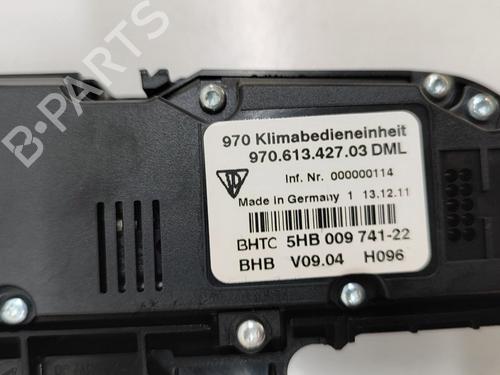 B-PARTS
970 Klimabedieneinheit
970.613.427.03 DML
Inf. Nr. 000000114
Made in Germany 1 13.12.11
BHTC 5HB 009 741-22
BHB V09.04 H096